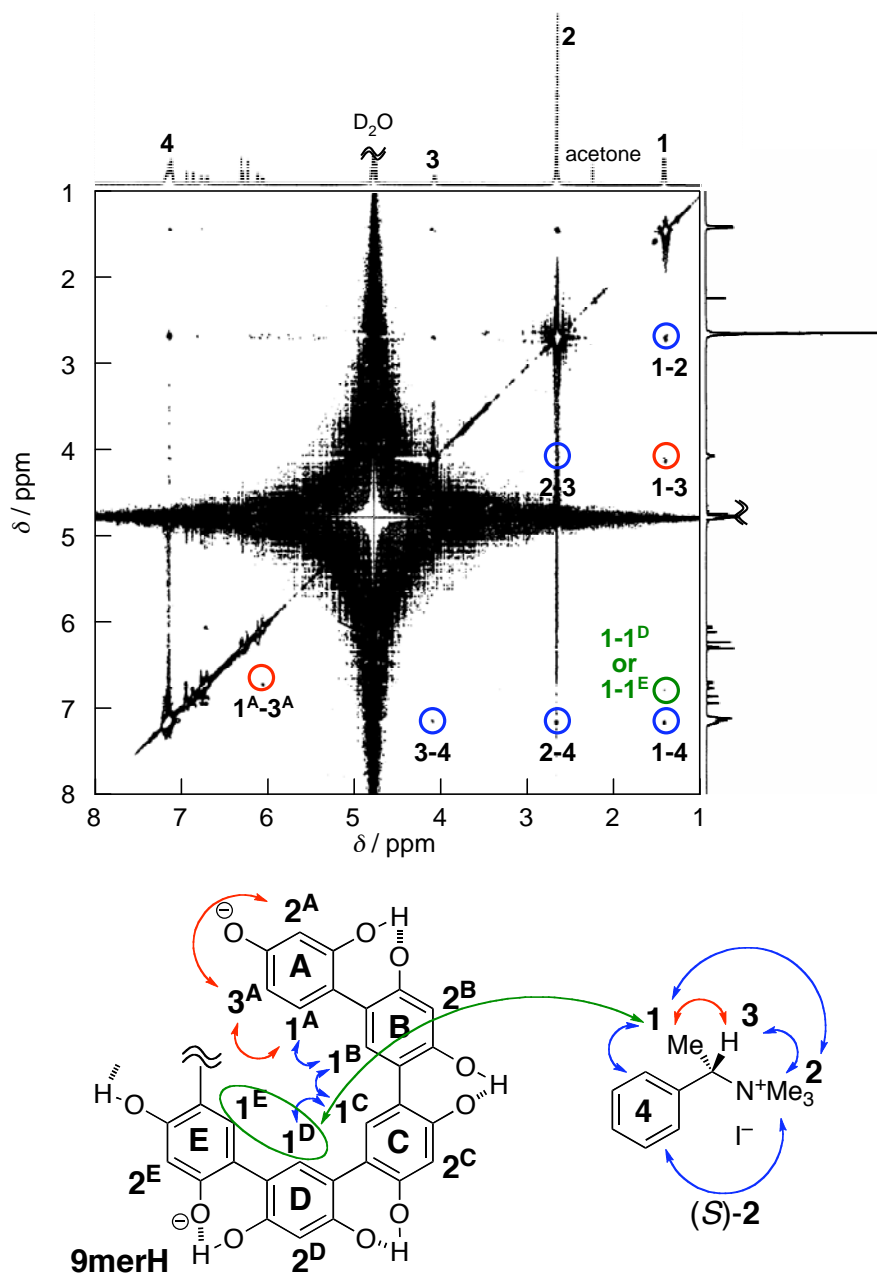 2
D₂O
4
3
acetone
1
1
2
1-2
3
4
2-3
1-3
δ / ppm
5
6
1-1ᴰ
or
1-1ᴱ
1ᴬ-3ᴬ
7
3-4
2-4
1-4
8
8 7 6 5 4 3 2 1
δ / ppm
⊖
2ᴬ
H
O
O
O
A
3ᴬ
2ᴮ
1ᴬ
B
1 3
1ᴮ
O
Me H
2
H
H
1ᴱ
1ᶜ
O
N⁺Me₃
4
O
1ᴰ
C
I⁻
E
2ᶜ
2ᴱ
D
O
(S)-2
⊖ O
O
O
H
H
H
O
9merH
2ᴰ